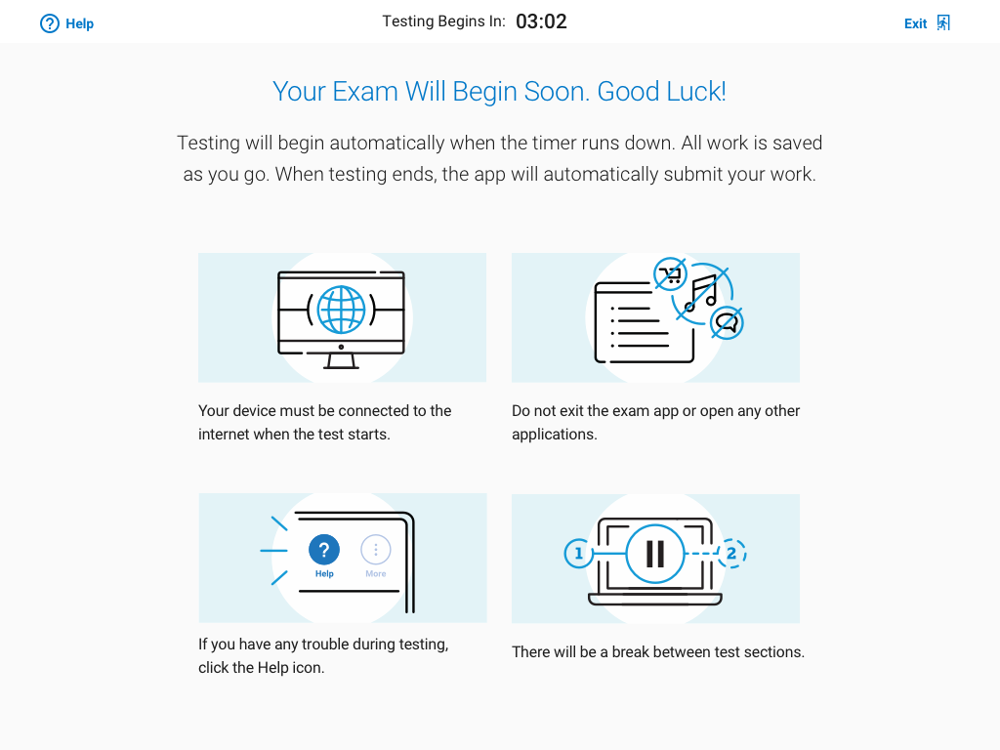 Help
Testing Begins In: 03:02
Exit
Your Exam Will Begin Soon. Good Luck!
Testing will begin automatically when the timer runs down. All work is saved
as you go. When testing ends, the app will automatically submit your work.
Your device must be connected to the
internet when the test starts.
Do not exit the exam app or open any other
applications.
?
Help
More
If you have any trouble during testing,
click the Help icon.
1
2
There will be a break between test sections.